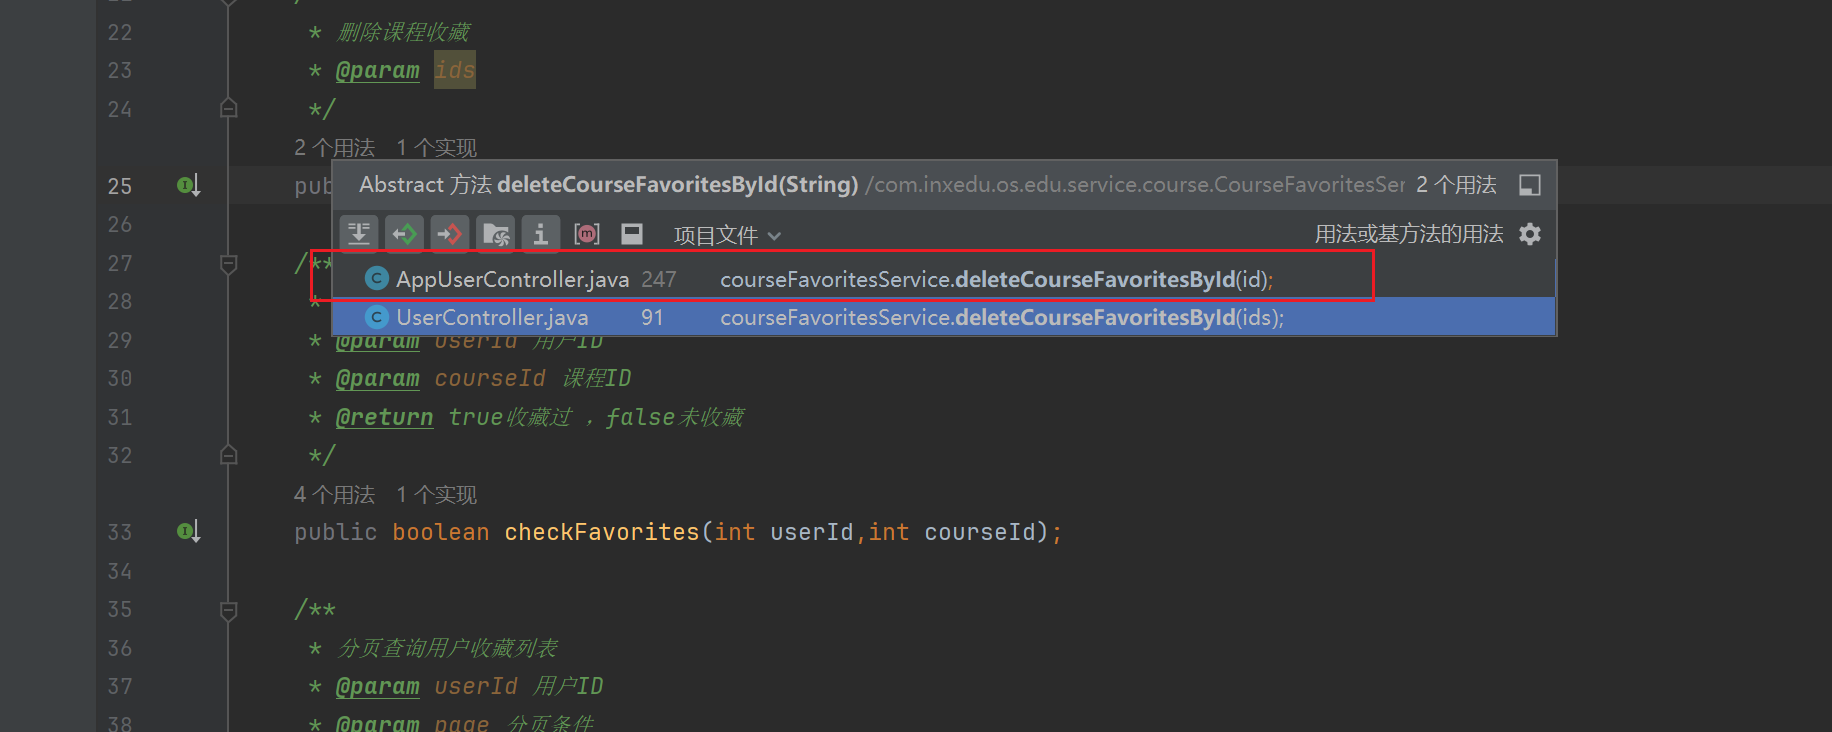 22 * 删除课程收藏
23 * @param ids
24 */
2 个用法 1 个实现
25 pub
Abstract 方法 deleteCourseFavoritesById(String) /com.inxedu.os.edu.service.course.CourseFavoritesSer 2 个用法
26
项目文件 用法或基方法的用法
27 /**
AppUserController.java 247 courseFavoritesService.deleteCourseFavoritesById(id);
28 *
UserController.java 91 courseFavoritesService.deleteCourseFavoritesById(ids);
29 * @param userId 用户ID
30 * @param courseId 课程ID
31 * @return true收藏过 ，false未收藏
32 */
4 个用法 1 个实现
33 public boolean checkFavorites(int userId,int courseId);
34
35 /**
36 * 分页查询用户收藏列表
37 * @param userId 用户ID
38 * @param page 分页条件